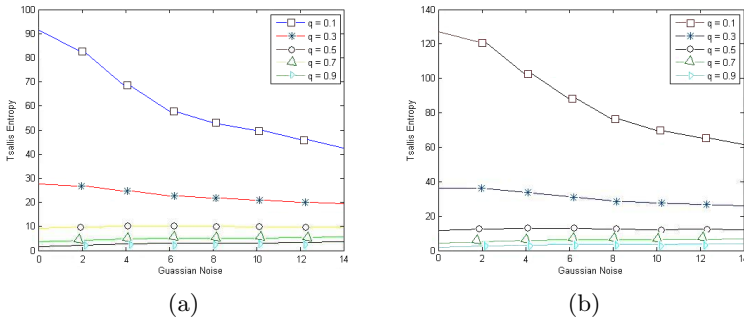 100
90
80
70
60
50
40
30
20
10
0
Tsallis Entropy
0 2 4 6 8 10 12 14
Guassian Noise
q = 0.1
q = 0.3
q = 0.5
q = 0.7
q = 0.9
(a)
140
120
100
80
60
40
20
0
Tsallis Entropy
0 2 4 6 8 10 12 14
Gaussian Noise
q = 0.1
q = 0.3
q = 0.5
q = 0.7
q = 0.9
(b)